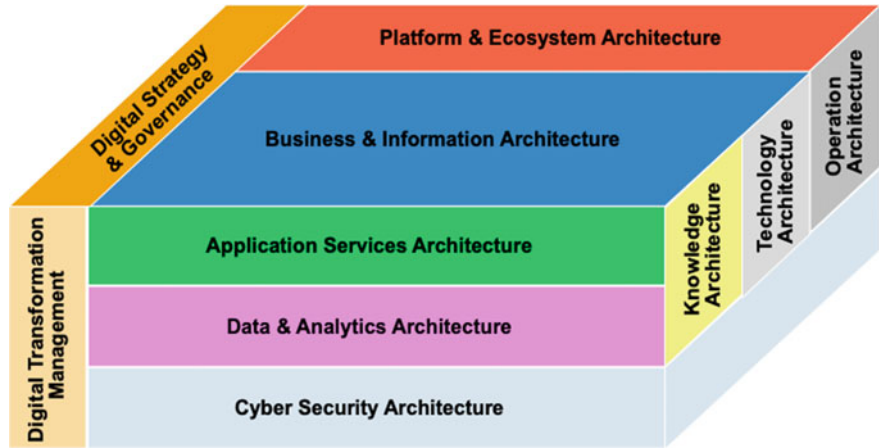 Platform & Ecosystem Architecture
Digital Strategy
& Governance
Business & Information Architecture
Operation
Architecture
Technology
Architecture
Knowledge
Architecture
Application Services Architecture
Data & Analytics Architecture
Cyber Security Architecture
Digital Transformation
Management